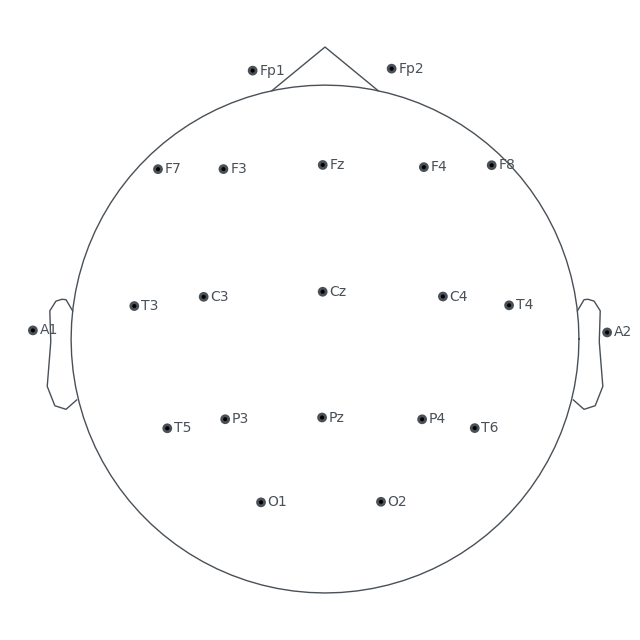 Fp1 Fp2
F7 F3 Fz F4 F8
T3 C3 Cz C4 T4
A1 A2
T5 P3 Pz P4 T6
O1 O2